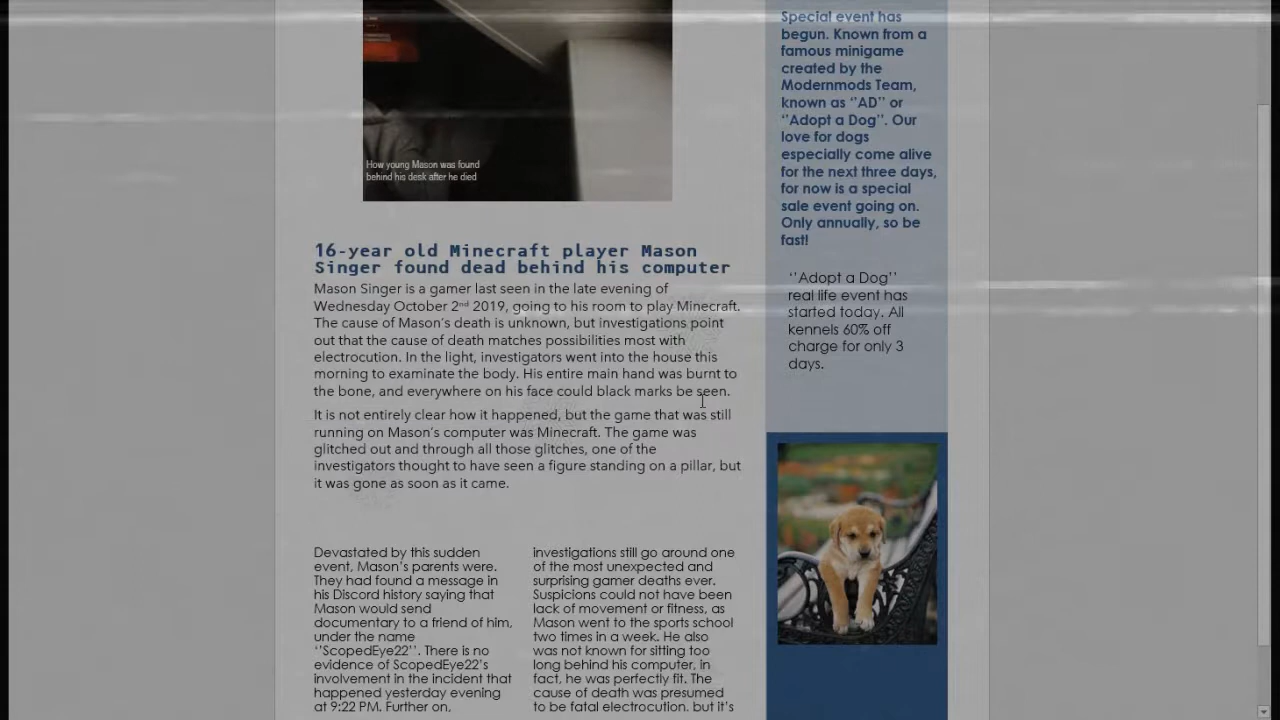 How young Mason was found
behind his desk after he died
16-year old Minecraft player Mason
Singer found dead behind his computer
Mason Singer is a gamer last seen in the late evening of
Wednesday October 2nd 2019, going to his room to play Minecraft.
The cause of Mason's death is unknown, but investigations point
out that the cause of death matches possibilities most with
electrocution. In the light, investigators went into the house this
morning to examinate the body. His entire main hand was burnt to
the bone, and everywhere on his face could black marks be seen.
It is not entirely clear how it happened, but the game that was still
running on Mason's computer was Minecraft. The game was
glitched out and through all those glitches, one of the
investigators thought to have seen a figure standing on a pillar, but
it was gone as soon as it came.
Devastated by this sudden
event, Mason's parents were.
They had found a message in
his Discord history saying that
Mason would send
documentary to a friend of him,
under the name
‘'ScopedEye22’'. There is no
evidence of ScopedEye22's
involvement in the incident that
happened yesterday evening
at 9:22 PM. Further on,
investigations still go around one
of the most unexpected and
surprising gamer deaths ever.
Suspicions could not have been
lack of movement or fitness, as
Mason went to the sports school
two times in a week. He also
was not known for sitting too
long behind his computer, in
fact, he was perfectly fit. The
cause of death was presumed
to be fatal electrocution, but it's
Special event has
begun. Known from a
famous minigame
created by the
Modernmods Team,
known as ‘'AD’' or
‘'Adopt a Dog’'. Our
love for dogs
especially come alive
for the next three days,
for now is a special
sale event going on.
Only annually, so be
fast!
‘'Adopt a Dog’'
real life event has
started today. All
kennels 60% off
charge for only 3
days.